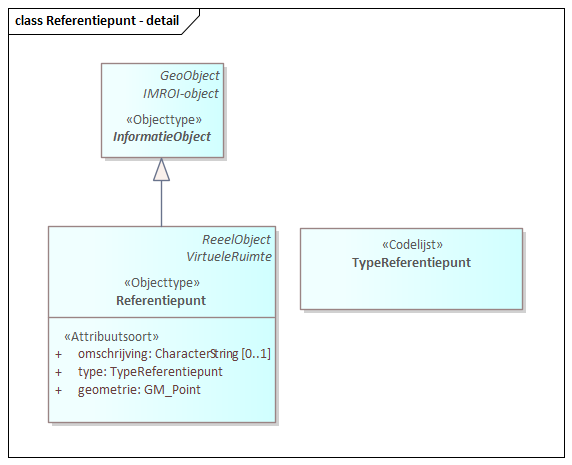 class Referentiepunt - detail
GeoObject
IMROI-object
«Objecttype»
InformatieObject
ReeelObject
VirtueleRuimte
«Objecttype»
Referentiepunt
«Attribuutsoort»
+ omschrijving: CharacterString [0..1]
+ type: TypeReferentiepunt
+ geometrie: GM_Point
«Codelijst»
TypeReferentiepunt